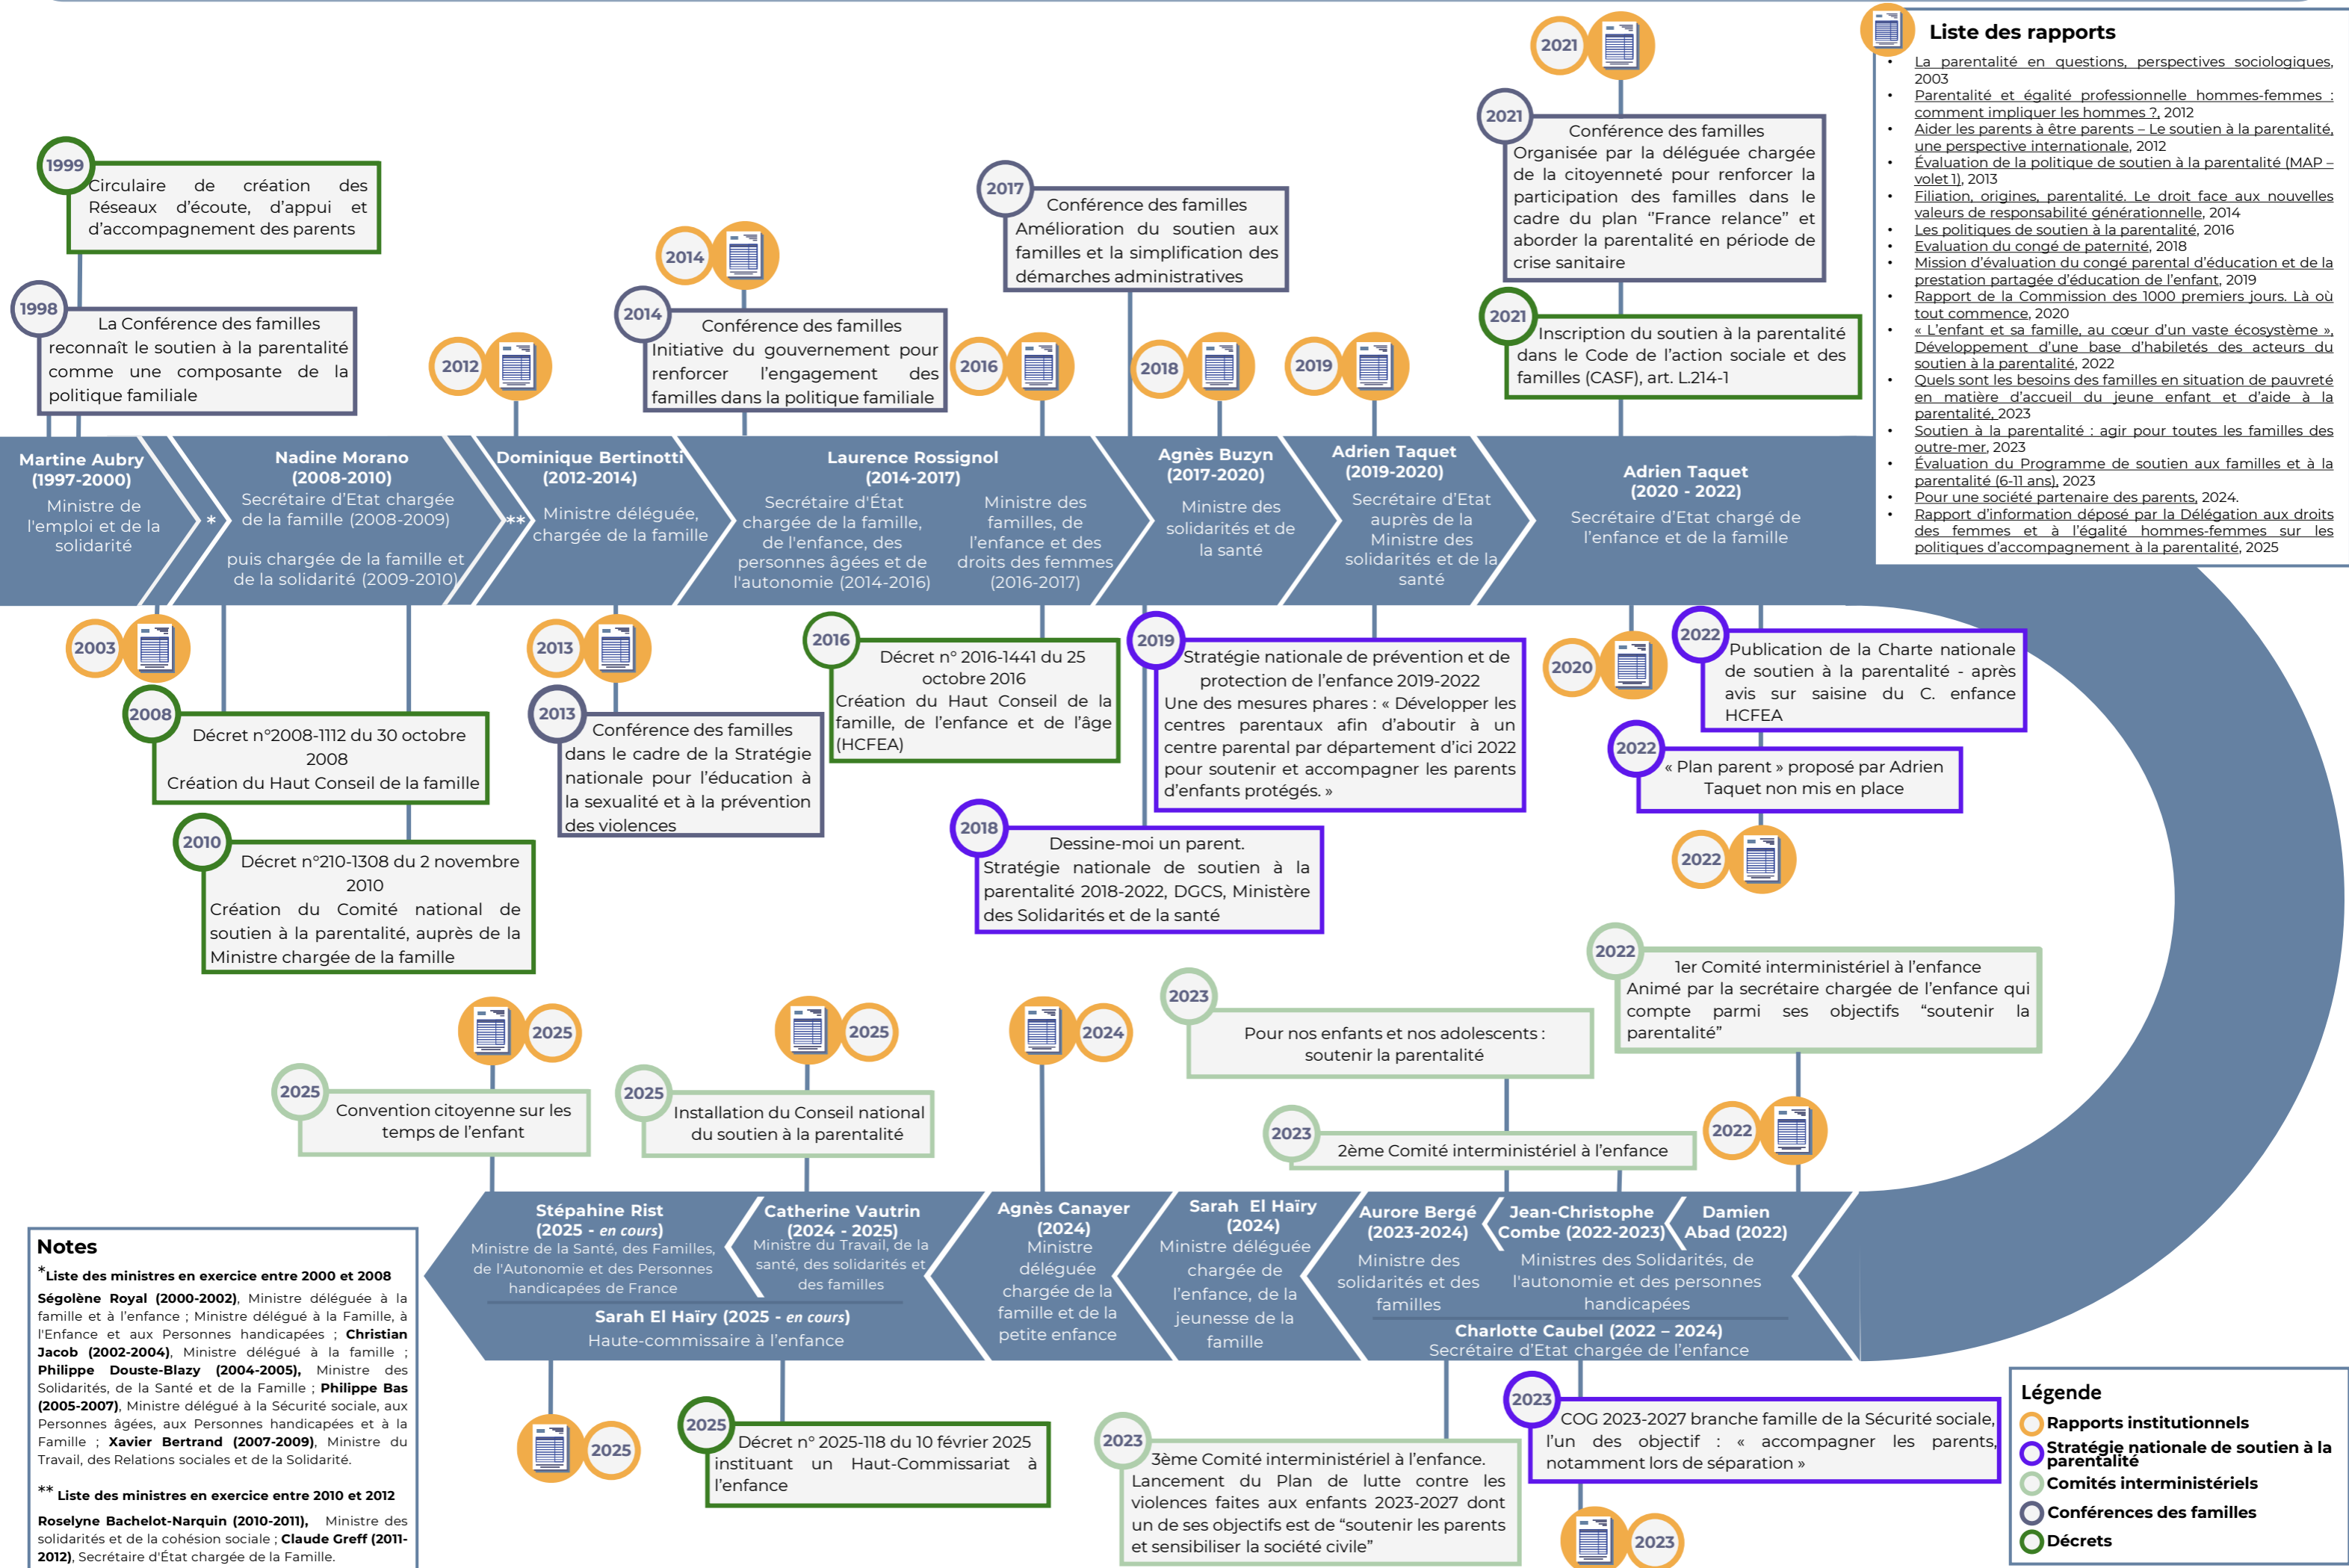 1999
Circulaire de création des
Réseaux d’écoute, d’appui et
d’accompagnement des parents
1998
La Conférence des familles
reconnaît le soutien à la parentalité
comme une composante de la
politique familiale
2012
2014
2014
Conférence des familles
Initiative du gouvernement pour
renforcer l’engagement des
familles dans la politique familiale
2017
Conférence des familles
Amélioration du soutien aux
familles et la simplification des
démarches administratives
2016
2018
2019
2021
2021
Conférence des familles
Organisée par la déléguée chargée
de la citoyenneté pour renforcer la
participation des familles dans le
cadre du plan “France relance” et
aborder la parentalité en période de
crise sanitaire
2021
Inscription du soutien à la parentalité
dans le Code de l’action sociale et des
familles (CASF), art. L.214-1
Liste des rapports
• La parentalité en questions, perspectives sociologiques,
2003
• Parentalité et égalité professionnelle hommes-femmes :
comment impliquer les hommes ?, 2012
• Aider les parents à être parents – Le soutien à la parentalité,
une perspective internationale, 2012
• Évaluation de la politique de soutien à la parentalité (MAP –
volet 1), 2013
• Filiation, origines, parentalité. Le droit face aux nouvelles
valeurs de responsabilité générationnelle, 2014
• Les politiques de soutien à la parentalité, 2016
• Evaluation du congé de paternité, 2018
• Mission d’évaluation du congé parental d’éducation et de la
prestation partagée d’éducation de l’enfant, 2019
• Rapport de la Commission des 1000 premiers jours. Là où
tout commence, 2020
• « L’enfant et sa famille, au cœur d’un vaste écosystème »,
Développement d’une base d’habiletés des acteurs du
soutien à la parentalité, 2022
• Quels sont les besoins des familles en situation de pauvreté
en matière d’accueil du jeune enfant et d’aide à la
parentalité, 2023
• Soutien à la parentalité : agir pour toutes les familles des
outre-mer, 2023
• Évaluation du Programme de soutien aux familles et à la
parentalité (6-11 ans), 2023
• Pour une société partenaire des parents, 2024.
• Rapport d’information déposé par la Délégation aux droits
des femmes et à l’égalité hommes-femmes sur les
politiques d’accompagnement à la parentalité, 2025
Martine Aubry
(1997-2000)
Ministre de
l'emploi et de la
solidarité
*
Nadine Morano
(2008-2010)
Secrétaire d’Etat chargée
de la famille (2008-2009)
puis chargée de la famille et
de la solidarité (2009-2010)
**
Dominique Bertinotti
(2012-2014)
Ministre déléguée,
chargée de la famille
Laurence Rossignol
(2014-2017)
Secrétaire d'État
chargée de la famille,
de l'enfance, des
personnes âgées et de
l'autonomie (2014-2016)
Ministre des
familles, de
l’enfance et des
droits des femmes
(2016-2017)
Agnès Buzyn
(2017-2020)
Ministre des
solidarités et de
la santé
Adrien Taquet
(2019-2020)
Secrétaire d’Etat
auprès de la
Ministre des
solidarités et de la
santé
Adrien Taquet
(2020 - 2022)
Secrétaire d’Etat chargé de
l’enfance et de la famille
2003
2008
Décret n°2008-1112 du 30 octobre
2008
Création du Haut Conseil de la famille
2010
Décret n°210-1308 du 2 novembre
2010
Création du Comité national de
soutien à la parentalité, auprès de la
Ministre chargée de la famille
2013
2013
Conférence des familles
dans le cadre de la Stratégie
nationale pour l’éducation à
la sexualité et à la prévention
des violences
2016
Décret n° 2016-1441 du 25
octobre 2016
Création du Haut Conseil de la
famille, de l’enfance et de l’âge
(HCFEA)
2019
Stratégie nationale de prévention et de
protection de l’enfance 2019-2022
Une des mesures phares : « Développer les
centres parentaux afin d’aboutir à un
centre parental par département d’ici 2022
pour soutenir et accompagner les parents
d’enfants protégés. »
2018
Dessine-moi un parent.
Stratégie nationale de soutien à la
parentalité 2018-2022, DGCS, Ministère
des Solidarités et de la santé
2020
2022
Publication de la Charte nationale
de soutien à la parentalité - après
avis sur saisine du C. enfance
HCFEA
2022
« Plan parent » proposé par Adrien
Taquet non mis en place
2022
2022
1er Comité interministériel à l’enfance
Animé par la secrétaire chargée de l’enfance qui
compte parmi ses objectifs “soutenir la
parentalité”
2023
Pour nos enfants et nos adolescents :
soutenir la parentalité
2023
2ème Comité interministériel à l’enfance
2022
2024
2025
2025
Installation du Conseil national
du soutien à la parentalité
2025
2025
Convention citoyenne sur les
temps de l’enfant
Stépahine Rist
(2025 - en cours)
Ministre de la Santé, des Familles,
de l'Autonomie et des Personnes
handicapées de France
Catherine Vautrin
(2024 - 2025)
Ministre du Travail, de la
santé, des solidarités et
des familles
Sarah El Haïry (2025 - en cours)
Haute-commissaire à l’enfance
Agnès Canayer
(2024)
Ministre
déléguée
chargée de la
famille et de la
petite enfance
Sarah El Haïry
(2024)
Ministre déléguée
chargée de
l’enfance, de la
jeunesse de la
famille
Aurore Bergé
(2023-2024)
Ministre des
solidarités et des
familles
Jean-Christophe
Combe (2022-2023)
Damien
Abad (2022)
Ministres des Solidarités, de
l'autonomie et des personnes
handicapées
Charlotte Caubel (2022 – 2024)
Secrétaire d’Etat chargée de l’enfance
2025
2025
Décret n° 2025-118 du 10 février 2025
instituant un Haut-Commissariat à
l’enfance
2023
3ème Comité interministériel à l’enfance.
Lancement du Plan de lutte contre les
violences faites aux enfants 2023-2027 dont
un de ses objectifs est de “soutenir les parents
et sensibiliser la société civile”
2023
COG 2023-2027 branche famille de la Sécurité sociale,
l’un des objectif : « accompagner les parents,
notamment lors de séparation »
2023
Notes
*Liste des ministres en exercice entre 2000 et 2008
Ségolène Royal (2000-2002), Ministre déléguée à la
famille et à l’enfance ; Ministre délégué à la Famille, à
l'Enfance et aux Personnes handicapées ; Christian
Jacob (2002-2004), Ministre délégué à la famille ;
Philippe Douste-Blazy (2004-2005), Ministre des
Solidarités, de la Santé et de la Famille ; Philippe Bas
(2005-2007), Ministre délégué à la Sécurité sociale, aux
Personnes âgées, aux Personnes handicapées et à la
Famille ; Xavier Bertrand (2007-2009), Ministre du
Travail, des Relations sociales et de la Solidarité.
** Liste des ministres en exercice entre 2010 et 2012
Roselyne Bachelot-Narquin (2010-2011), Ministre des
solidarités et de la cohésion sociale ; Claude Greff (2011-
2012), Secrétaire d'État chargée de la Famille.
Légende
Rapports institutionnels
Stratégie nationale de soutien à la
parentalité
Comités interministériels
Conférences des familles
Décrets